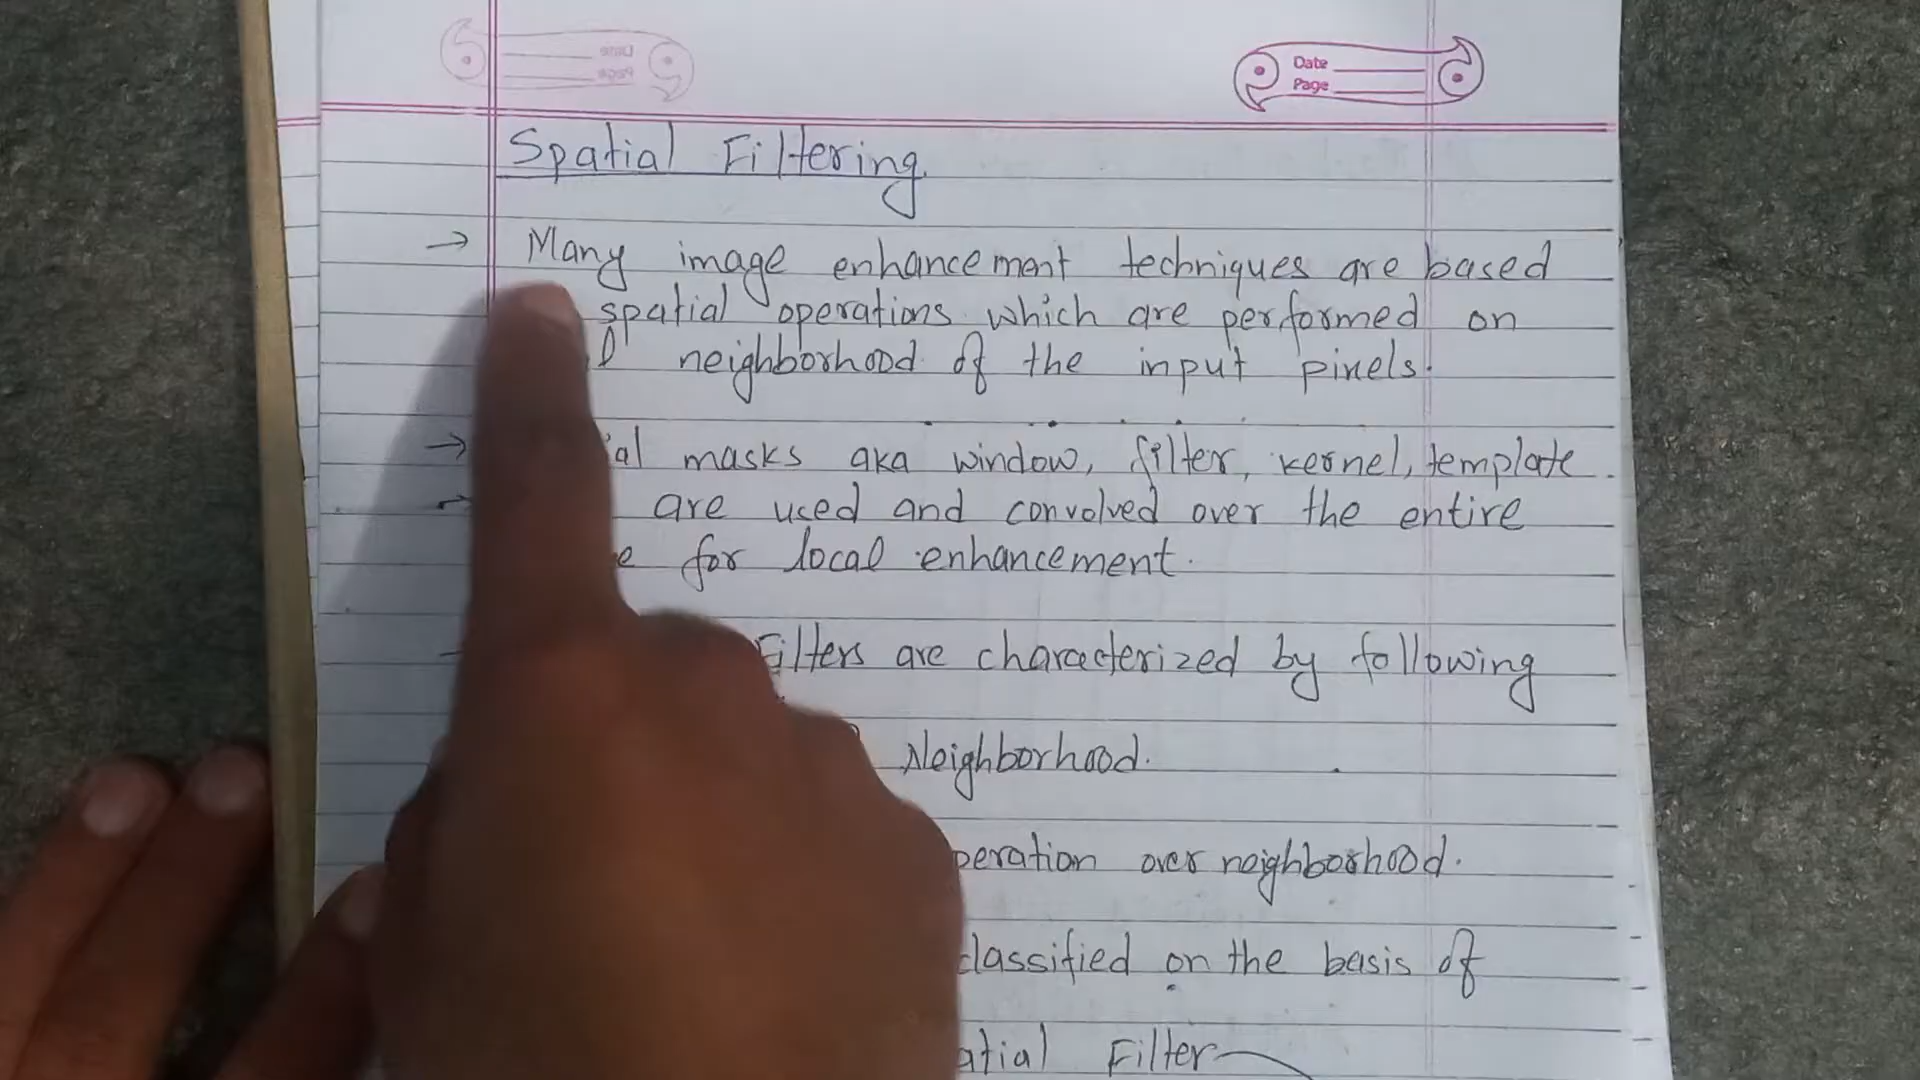 Date
Page
Spatial Filtering
→ Many image enhancement techniques are based
spatial operations which are performed on
neighborhood of the input pixels.
→ masks aka window, filter, kernel, template.
→ are used and convolved over the entire
for local enhancement.
Filters are characterized by following
Neighborhood.
over neighborhood.
classified on the basis of
Filter